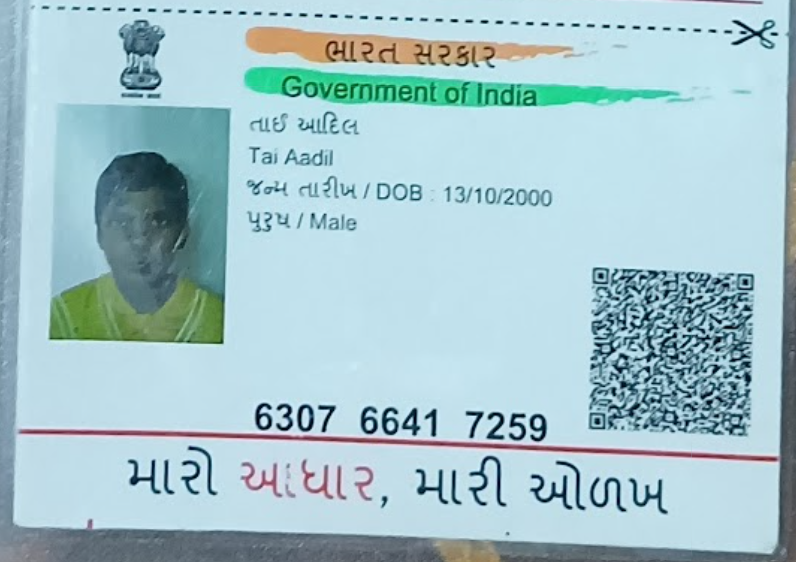 ભારત સરકાર
Government of India
તાઈ આદિલ
Tai Aadil
જન્મ તારીખ / DOB : 13/10/2000
પુરુષ / Male
6307 6641 7259
મારો આધાર, મારી ઓળખ